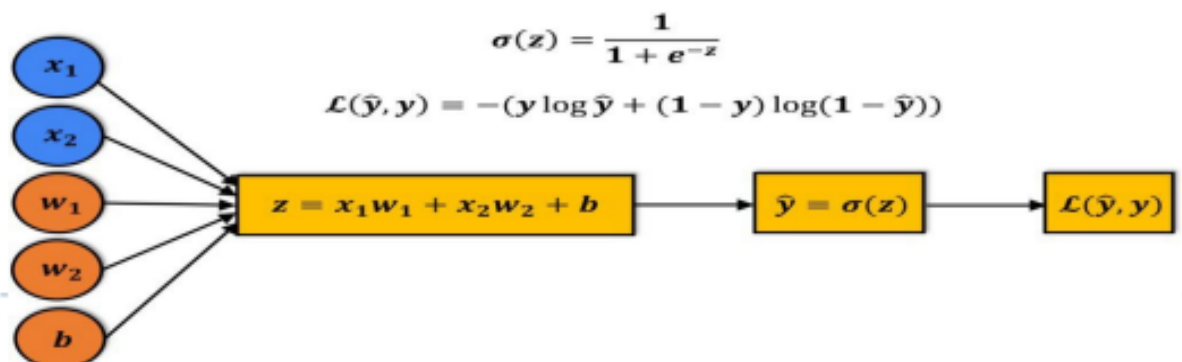 σ(z) = 1 / (1 + e^{-z})
ℒ(ŷ, y) = −(y log ŷ + (1 − y) log(1 − ŷ))
x₁
x₂
w₁
w₂
b
z = x₁w₁ + x₂w₂ + b
ŷ = σ(z)
ℒ(ŷ, y)